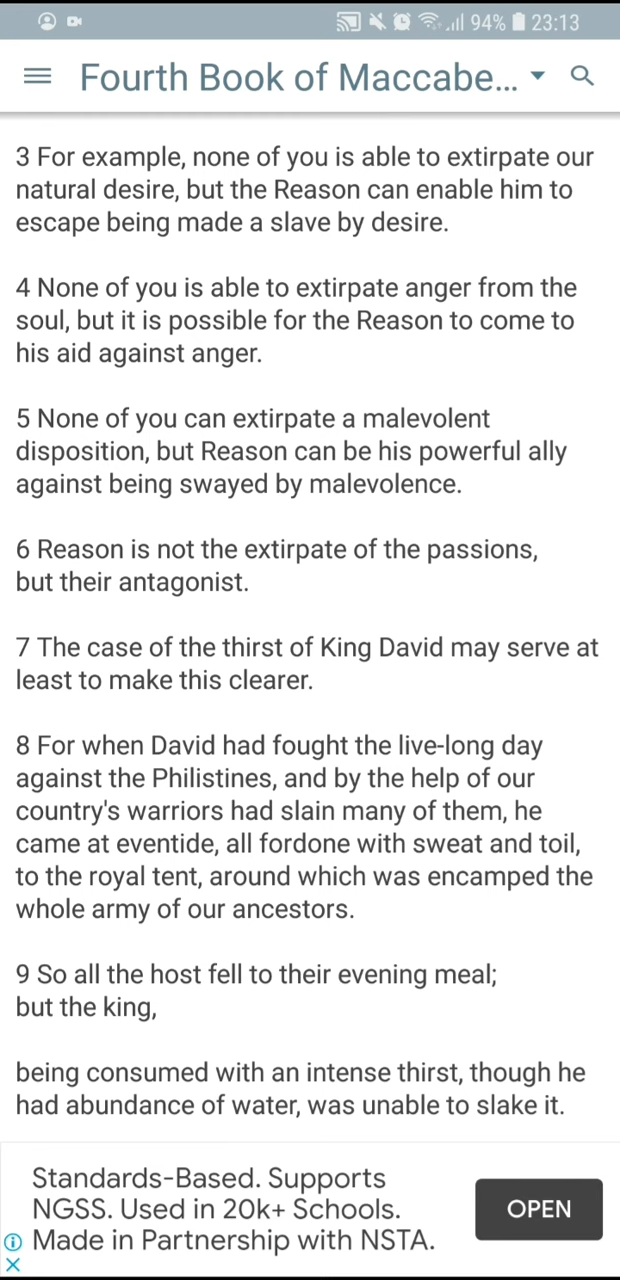 94% 23:13
Fourth Book of Maccabe...
3 For example, none of you is able to extirpate our
natural desire, but the Reason can enable him to
escape being made a slave by desire.
4 None of you is able to extirpate anger from the
soul, but it is possible for the Reason to come to
his aid against anger.
5 None of you can extirpate a malevolent
disposition, but Reason can be his powerful ally
against being swayed by malevolence.
6 Reason is not the extirpate of the passions,
but their antagonist.
7 The case of the thirst of King David may serve at
least to make this clearer.
8 For when David had fought the live-long day
against the Philistines, and by the help of our
country's warriors had slain many of them, he
came at eventide, all fordone with sweat and toil,
to the royal tent, around which was encamped the
whole army of our ancestors.
9 So all the host fell to their evening meal;
but the king,
being consumed with an intense thirst, though he
had abundance of water, was unable to slake it.
Standards-Based. Supports
NGSS. Used in 20k+ Schools.
Made in Partnership with NSTA.
OPEN